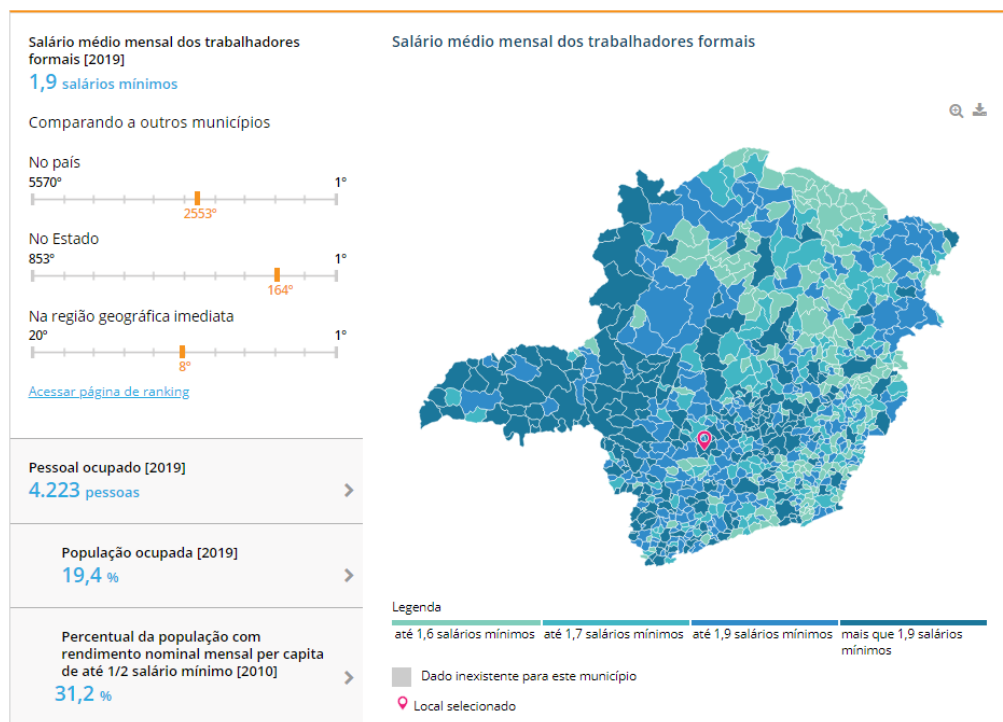 Salário médio mensal dos trabalhadores
formais [2019]
1,9 salários mínimos
Comparando a outros municípios
No país
5570º 1º
2553º
No Estado
853º 1º
164º
Na região geográfica imediata
20º 1º
8º
Acessar página de ranking
Pessoal ocupado [2019]
4.223 pessoas
População ocupada [2019]
19,4 %
Percentual da população com
rendimento nominal mensal per capita
de até 1/2 salário mínimo [2010]
31,2 %
Salário médio mensal dos trabalhadores formais
Legenda
até 1,6 salários mínimos até 1,7 salários mínimos até 1,9 salários mínimos mais que 1,9 salários
mínimos
Dado inexistente para este município
Local selecionado